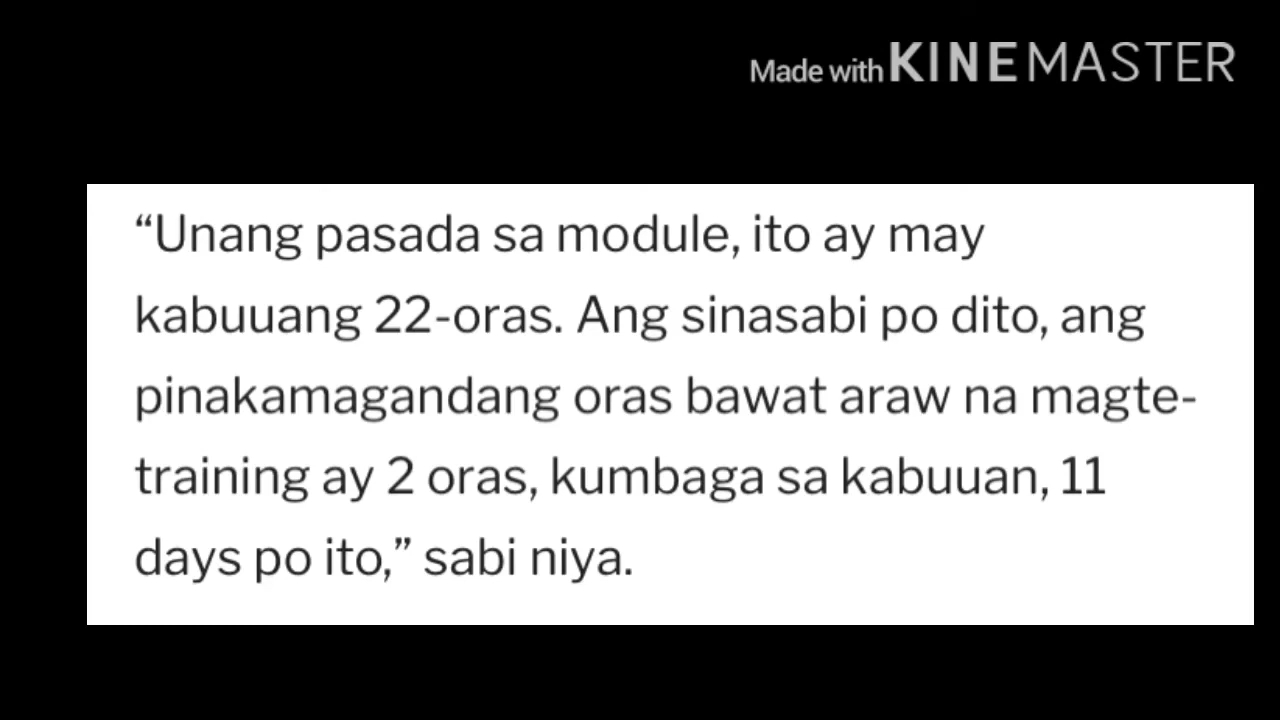 Made with KINEMASTER
“Unang pasada sa module, ito ay may
kabuuang 22-oras. Ang sinasabi po dito, ang
pinakamagandang oras bawat araw na magte-
training ay 2 oras, kumbaga sa kabuuan, 11
days po ito,” sabi niya.